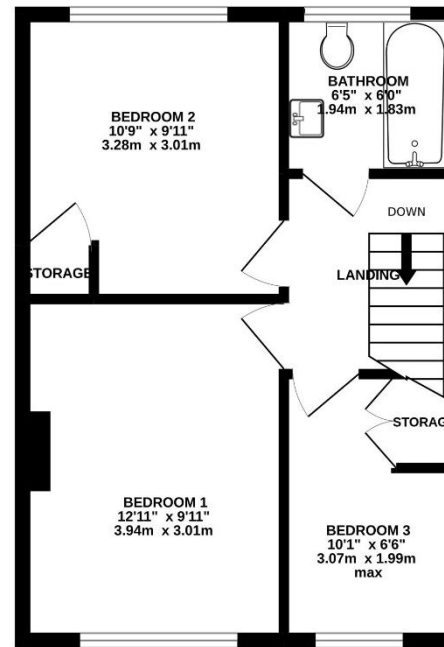 BEDROOM 2
10'9" x 9'11"
3.28m x 3.01m
BATHROOM
6'5" x 6'0"
1.94m x 1.83m
DOWN
STORAGE
LANDING
STORAG
BEDROOM 1
12'11" x 9'11"
3.94m x 3.01m
BEDROOM 3
10'1" x 6'6"
3.07m x 1.99m
max